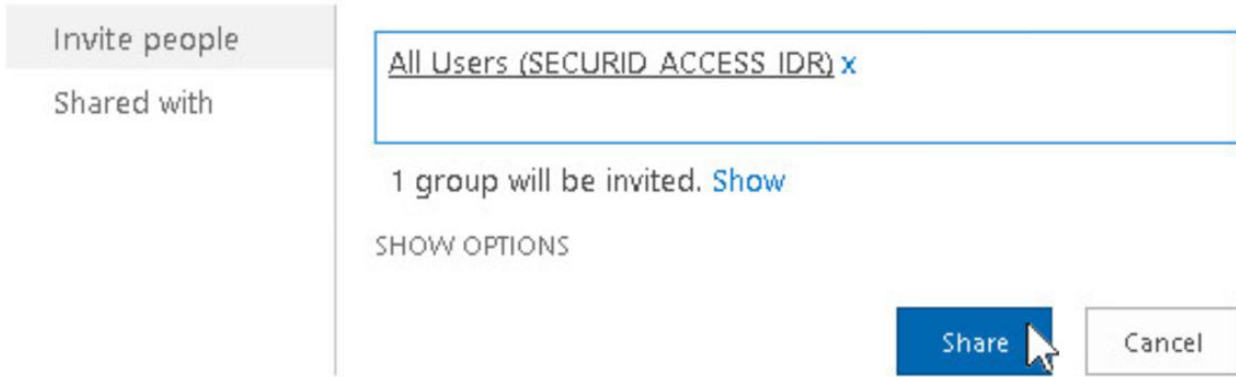 Invite people
Shared with
All Users (SECURID ACCESS IDR) x
1 group will be invited. Show
SHOW OPTIONS
Share
Cancel